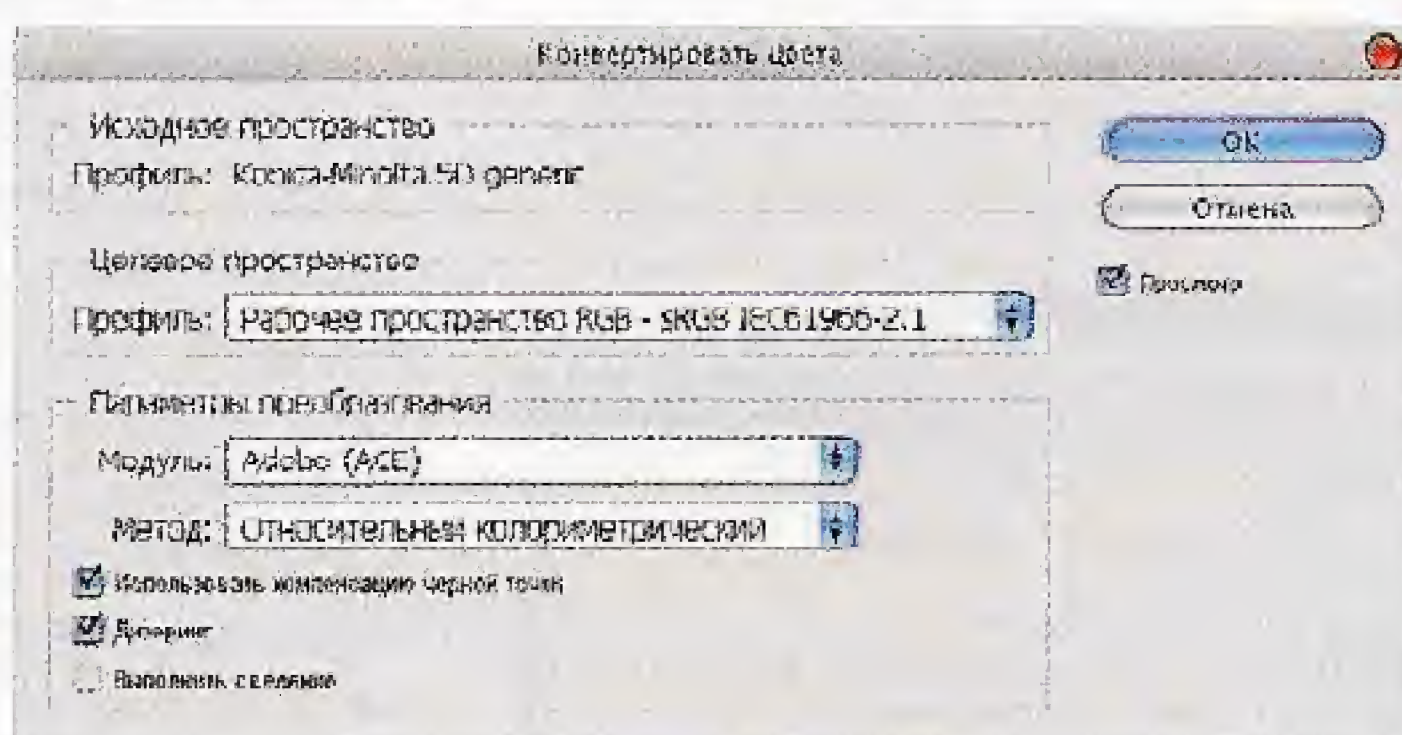 Конвертировать цвета
Исходное пространство
Профиль: Konica-Minolta 5D generic
Целевое пространство
Профиль: Рабочее пространство RGB - sRGB IEC61966-2.1
Параметры преобразования
Модуль: Adobe (ACE)
Метод: Относительный колориметрический
Использовать компенсацию черной точки
Дизеринг
Выполнить сведение
OK
Отмена
Просмотр